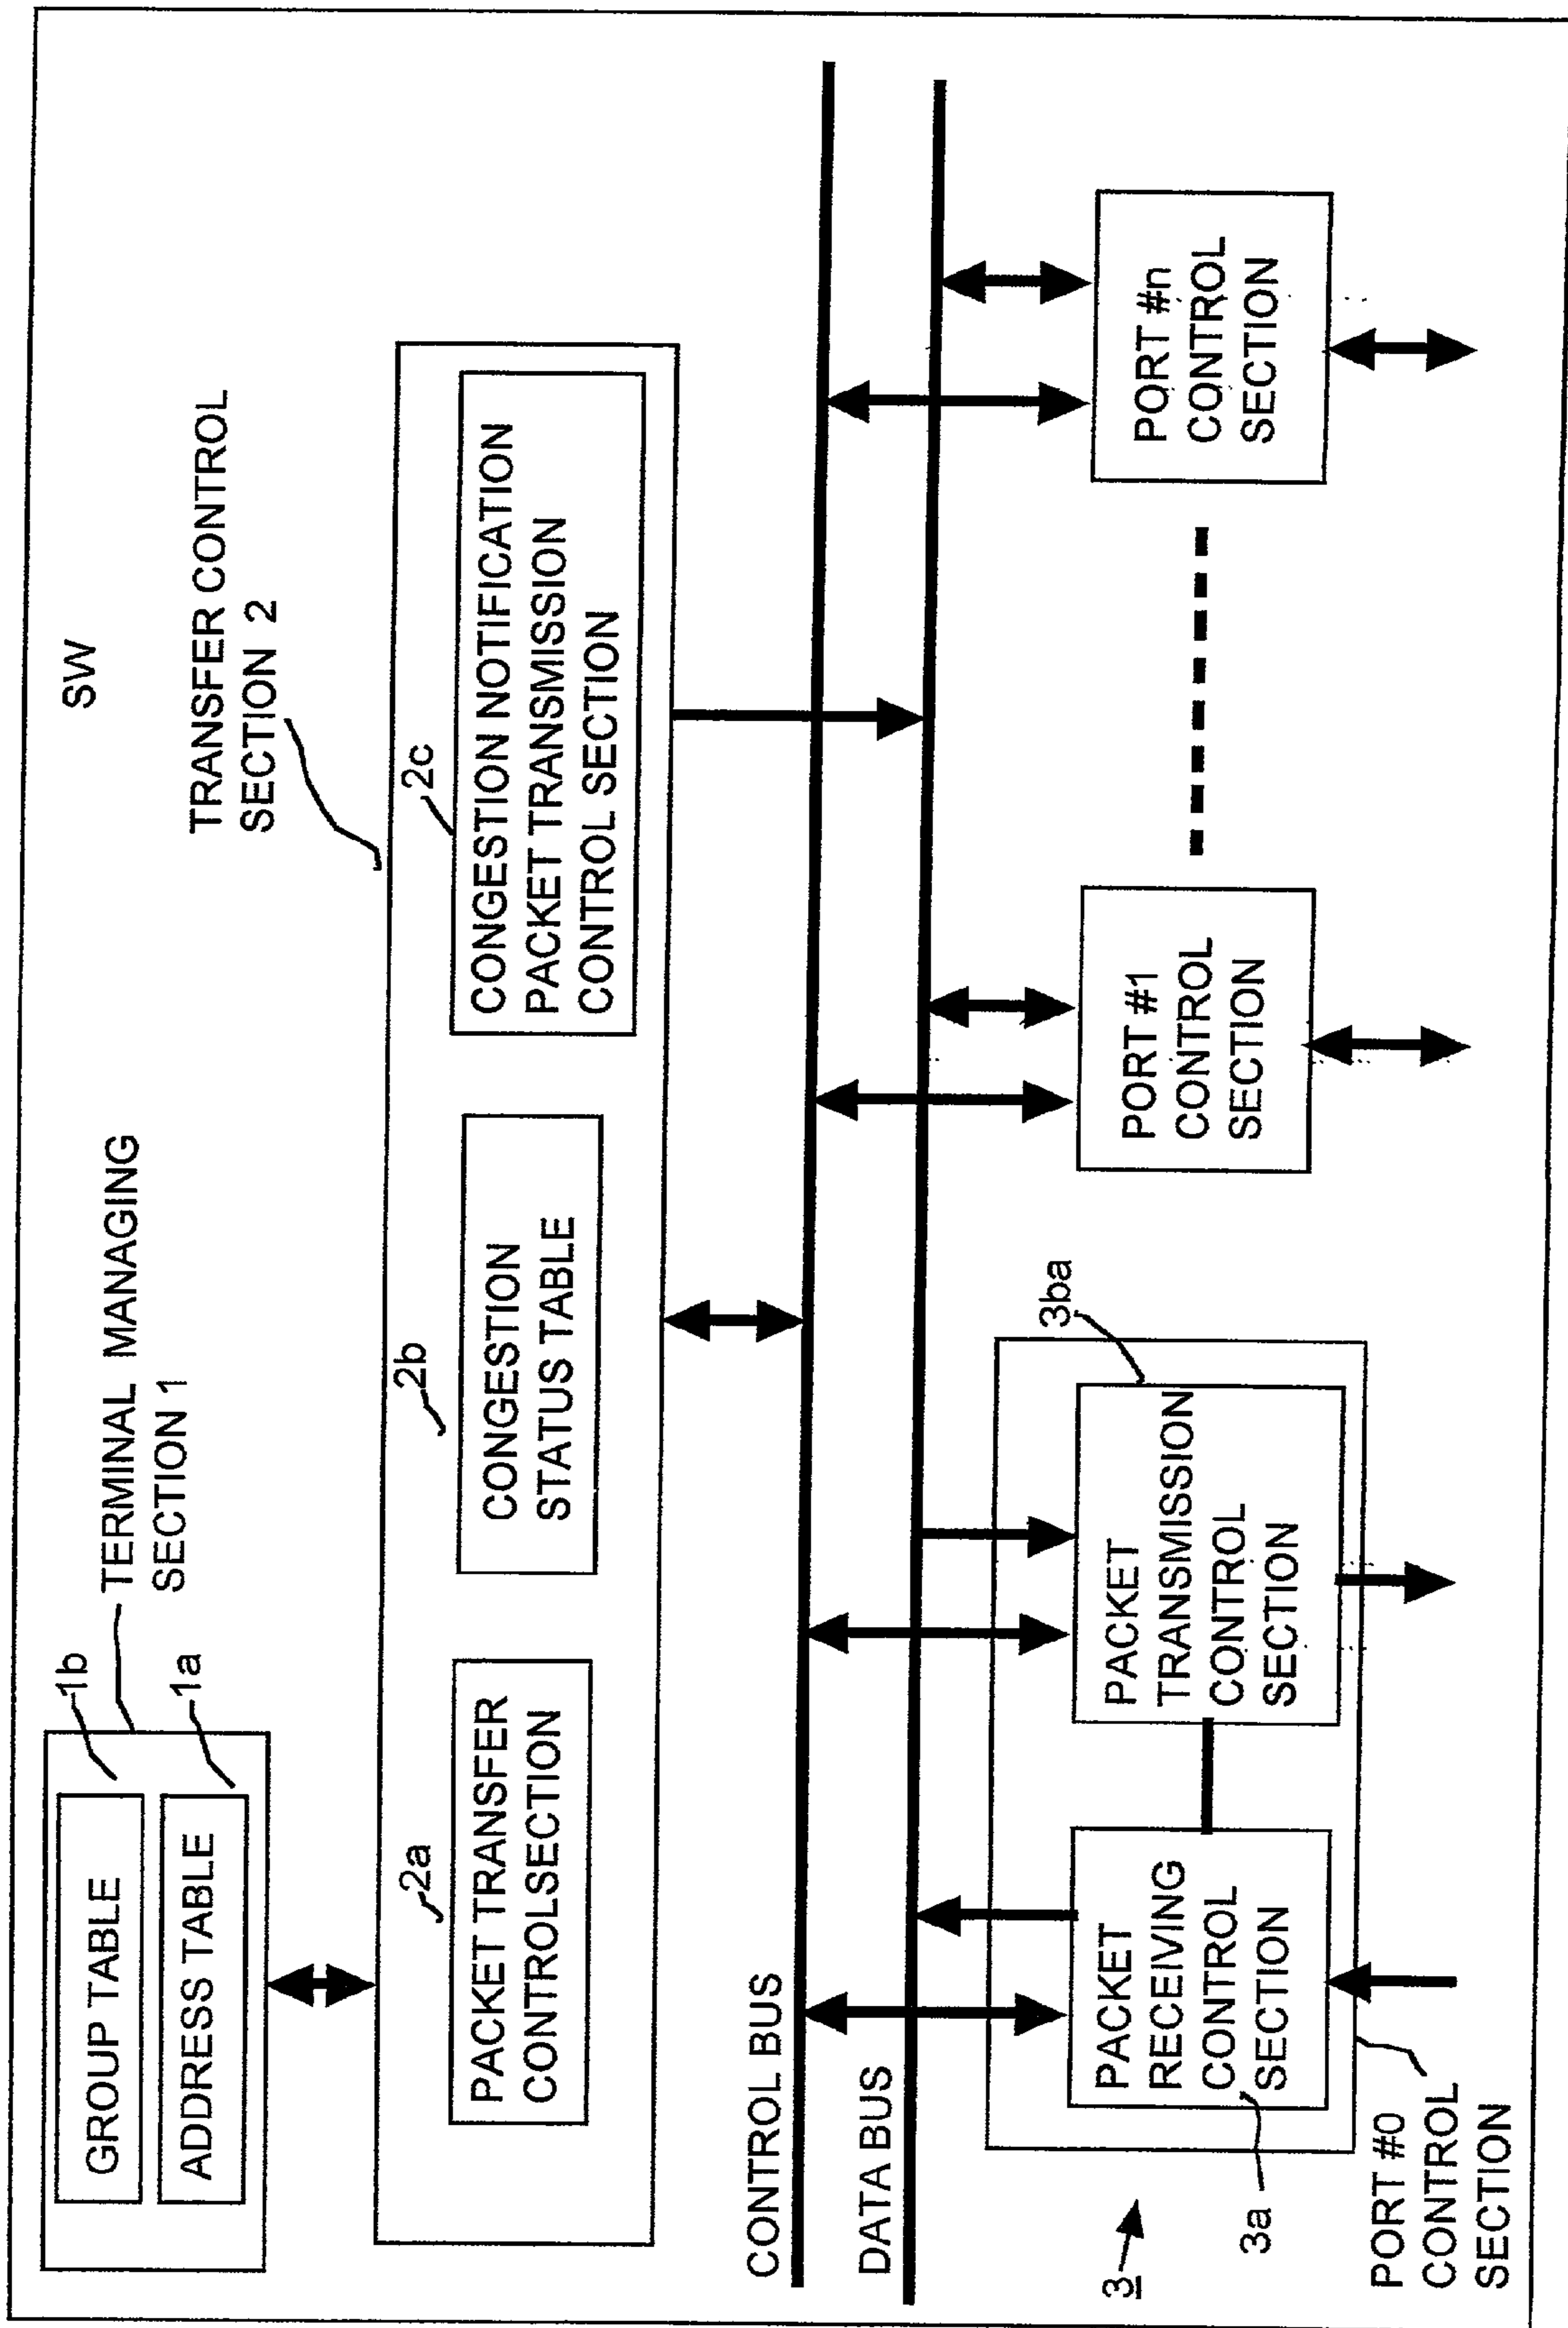 SW
TERMINAL MANAGING
SECTION 1
1b
GROUP TABLE
1a
ADDRESS TABLE
TRANSFER CONTROL
SECTION 2
2a
PACKET TRANSFER
CONTROLSECTION
2b
CONGESTION
STATUS TABLE
2c
CONGESTION NOTIFICATION
PACKET TRANSMISSION
CONTROL SECTION
CONTROL BUS
DATA BUS
3
3a
PACKET
RECEIVING
CONTROL
SECTION
3ba
PACKET
TRANSMISSION
CONTROL
SECTION
PORT #0
CONTROL
SECTION
PORT #1
CONTROL
SECTION
PORT #n
CONTROL
SECTION